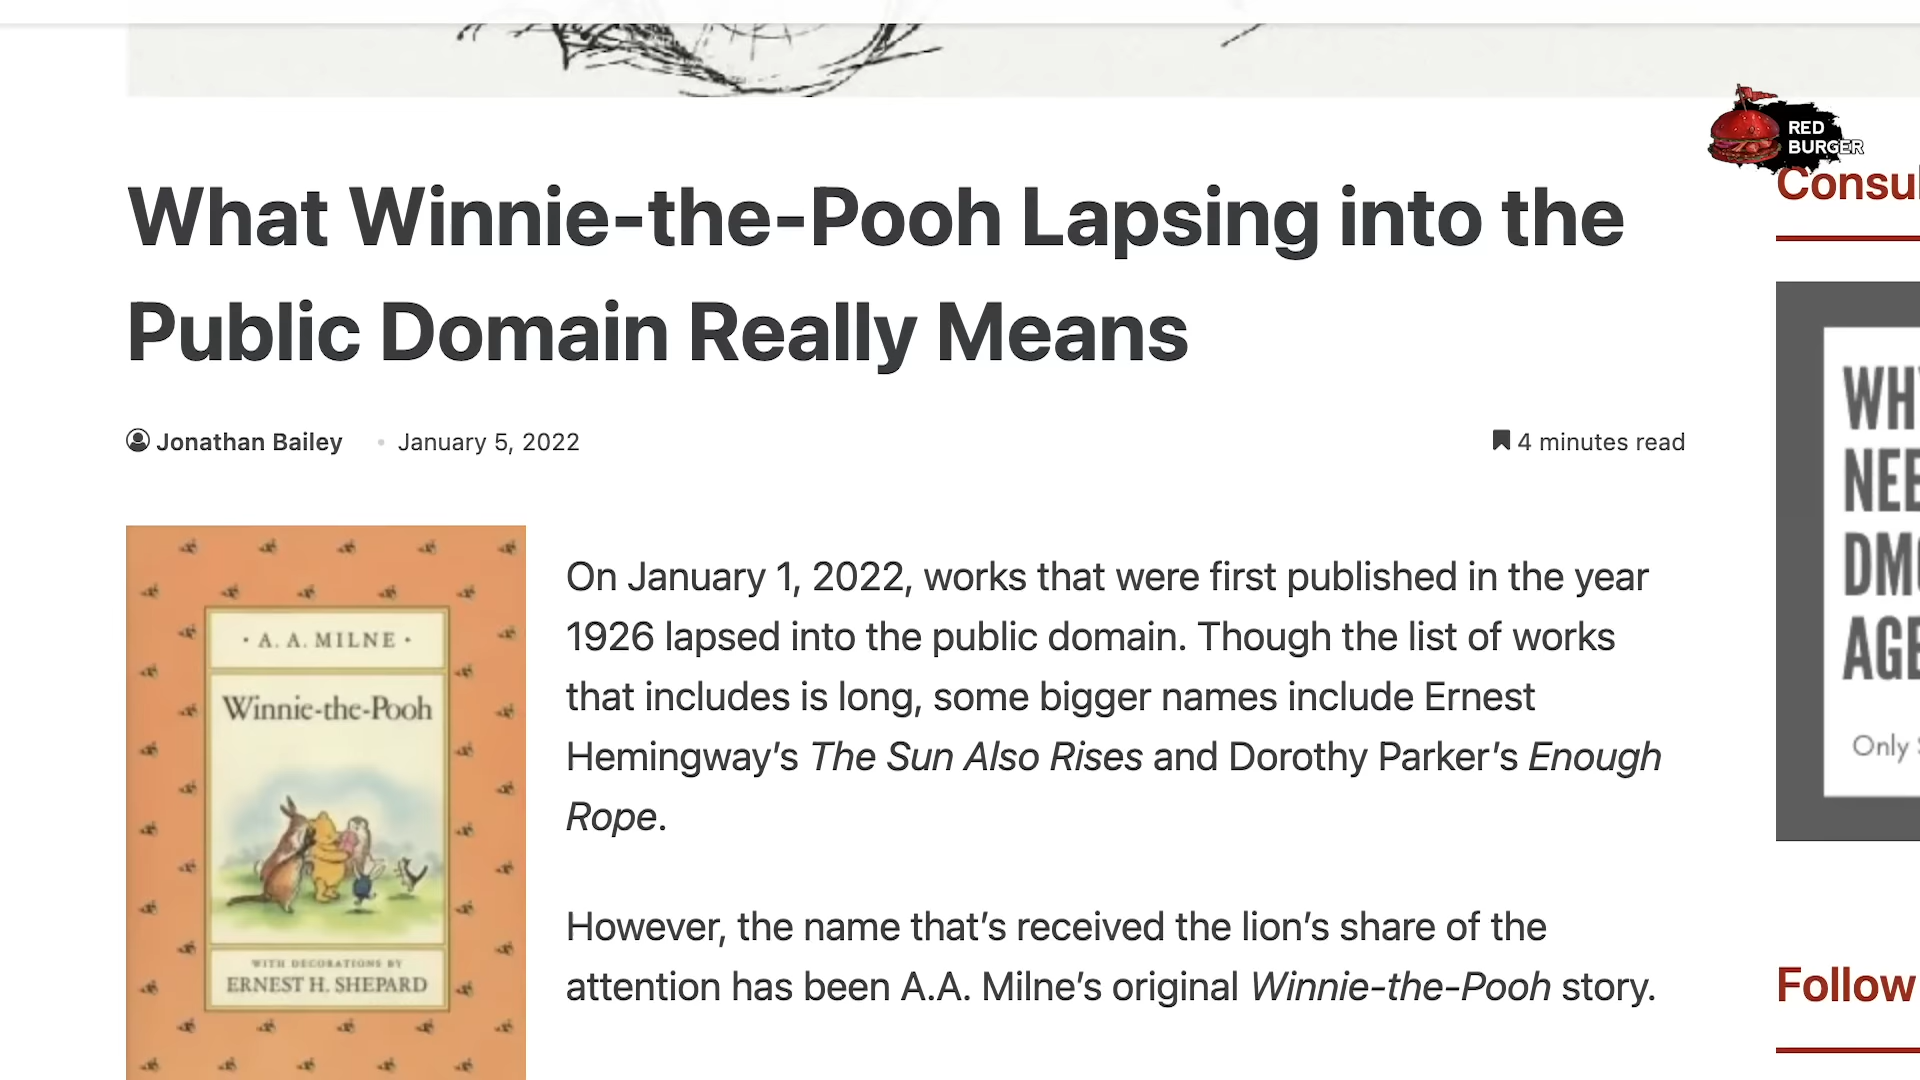 RED
BURGER
Consul
What Winnie-the-Pooh Lapsing into the
Public Domain Really Means
Jonathan Bailey • January 5, 2022
4 minutes read
On January 1, 2022, works that were first published in the year
1926 lapsed into the public domain. Though the list of works
that includes is long, some bigger names include Ernest
Hemingway's The Sun Also Rises and Dorothy Parker's Enough
Rope.
However, the name that's received the lion's share of the
attention has been A.A. Milne's original Winnie-the-Pooh story.
• A. A. MILNE •
Winnie-the-Pooh
WITH DECORATIONS BY
ERNEST H. SHEPARD
WHY
NEE
DMC
AGE
Only
Follow